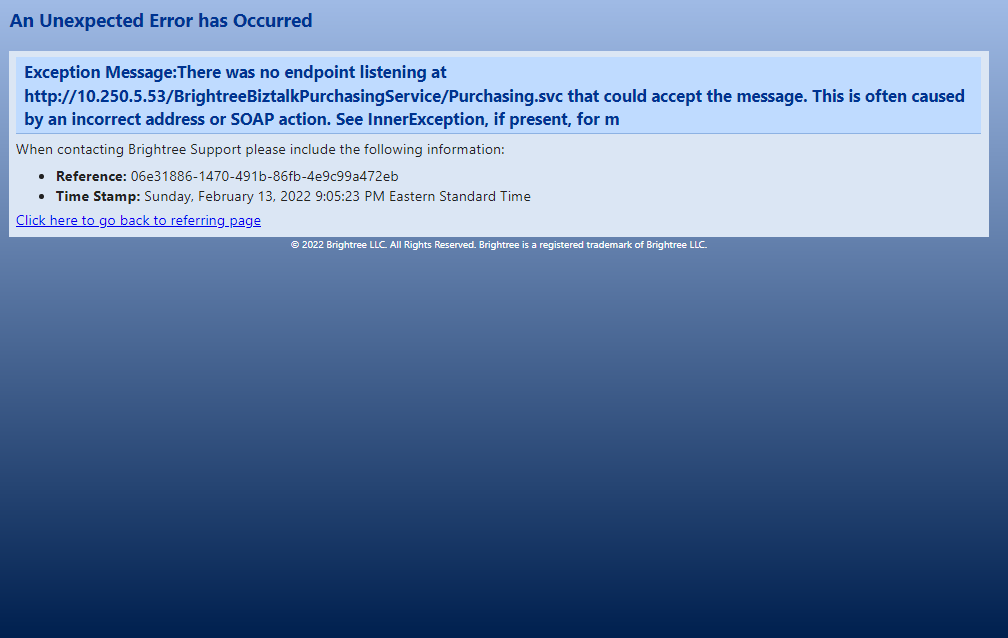 An Unexpected Error has Occurred
Exception Message:There was no endpoint listening at
http://10.250.5.53/BrightreeBiztalkPurchasingService/Purchasing.svc that could accept the message. This is often caused
by an incorrect address or SOAP action. See InnerException, if present, for m
When contacting Brightree Support please include the following information:
• Reference: 06e31886-1470-491b-86fb-4e9c99a472eb
• Time Stamp: Sunday, February 13, 2022 9:05:23 PM Eastern Standard Time
Click here to go back to referring page
© 2022 Brightree LLC. All Rights Reserved. Brightree is a registered trademark of Brightree LLC.